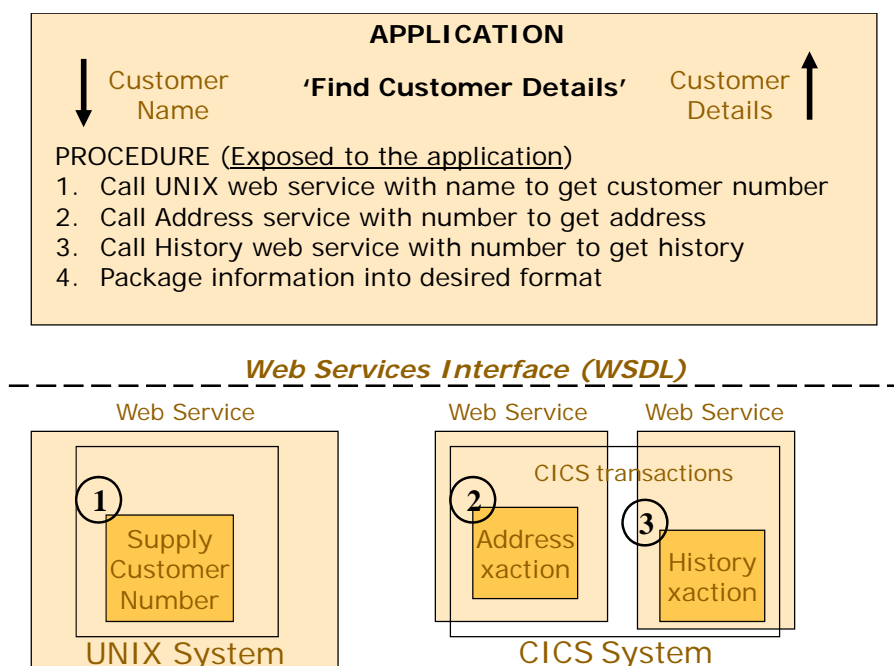 APPLICATION
Customer
Name
‘Find Customer Details’
Customer
Details
PROCEDURE (Exposed to the application)
1. Call UNIX web service with name to get customer number
2. Call Address service with number to get address
3. Call History web service with number to get history
4. Package information into desired format
Web Services Interface (WSDL)
Web Service
Web Service
Web Service
CICS transactions
1
Supply
Customer
Number
2
Address
xaction
3
History
xaction
UNIX System
CICS System